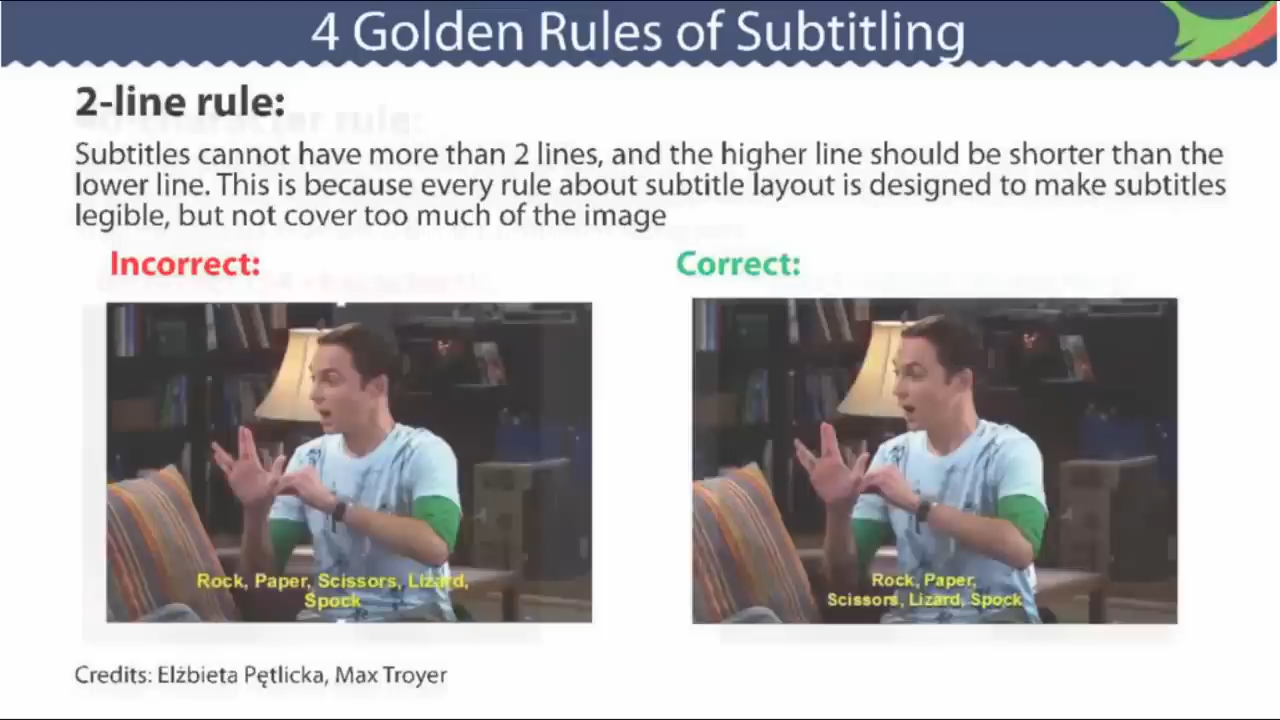 4 Golden Rules of Subtitling
2-line rule:
Subtitles cannot have more than 2 lines, and the higher line should be shorter than the
lower line. This is because every rule about subtitle layout is designed to make subtitles
legible, but not cover too much of the image
Incorrect:
Correct:
Rock, Paper, Scissors, Lizard,
Spock
Rock, Paper,
Scissors, Lizard, Spock
Credits: Elżbieta Pętlicka, Max Troyer